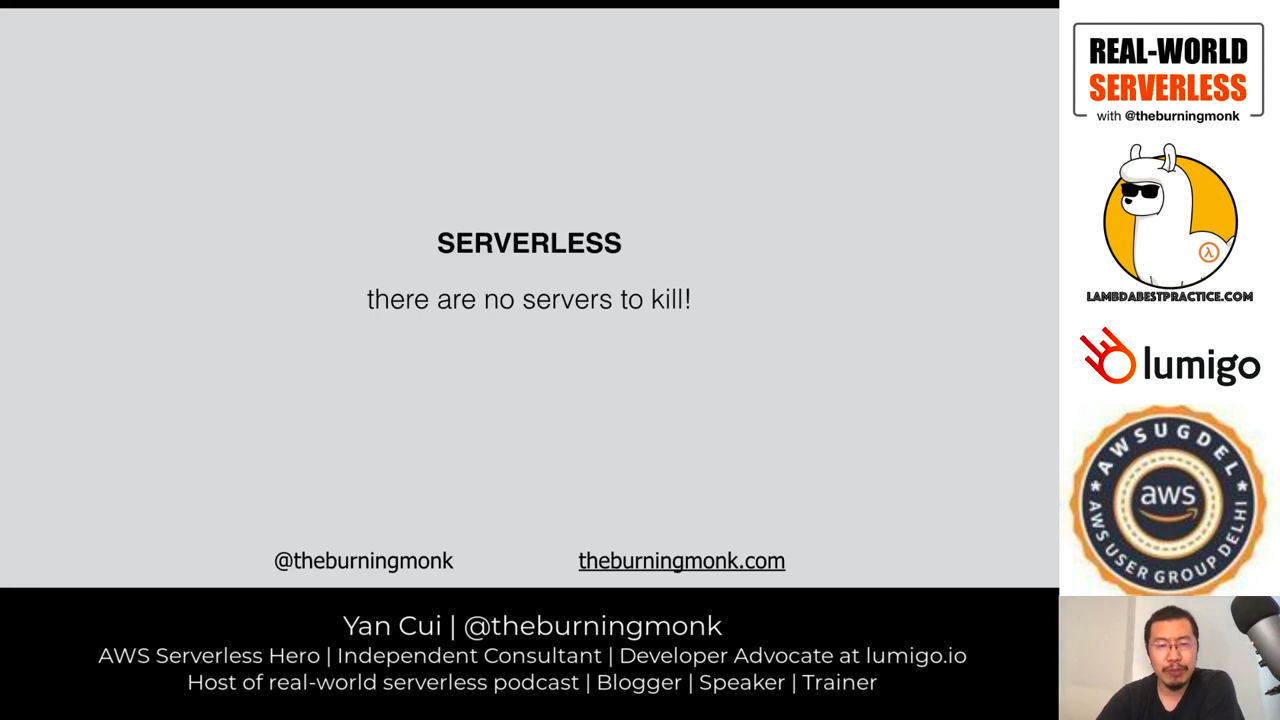 SERVERLESS
there are no servers to kill!
@theburningmonk theburningmonk.com
Yan Cui | @theburningmonk
AWS Serverless Hero | Independent Consultant | Developer Advocate at lumigo.io
Host of real-world serverless podcast | Blogger | Speaker | Trainer
REAL-WORLD
SERVERLESS
with @theburningmonk
λ
LAMBDABESTPRACTICE.COM
lumigo
* AWSUGDEL *
aws
AWS USER GROUP DELHI